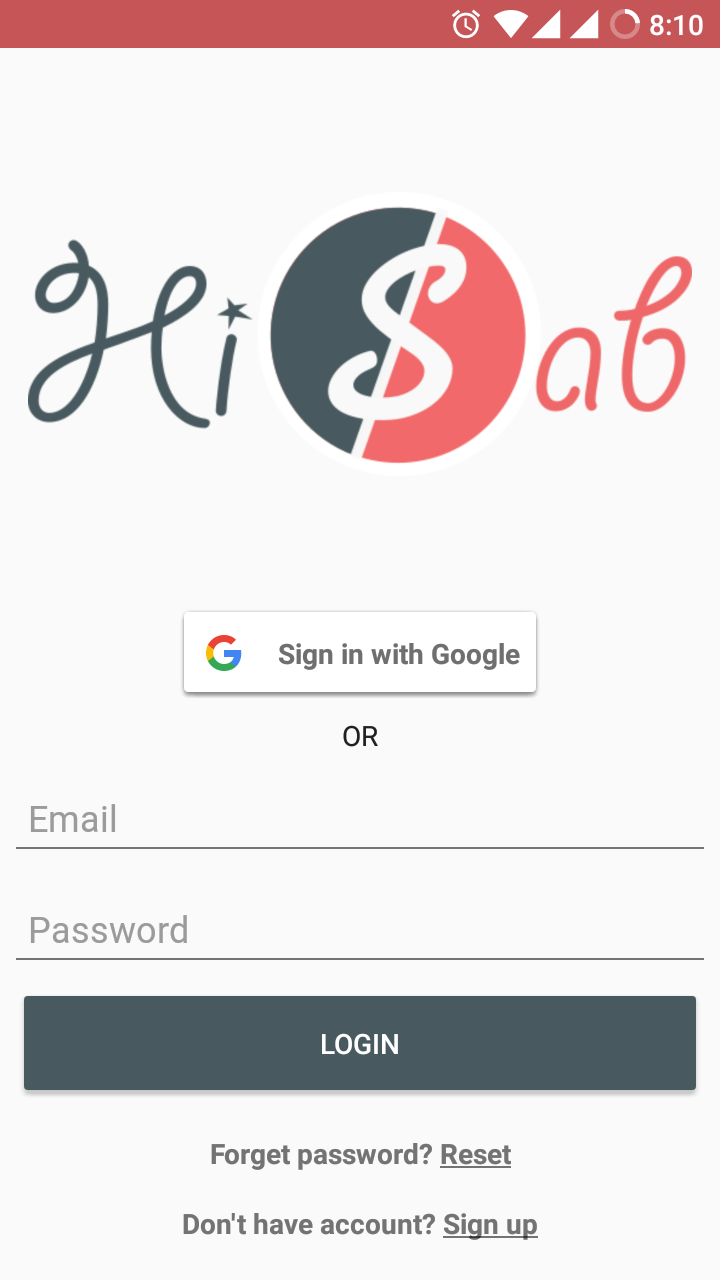 8:10
HiSab
Sign in with Google
OR
Email
Password
LOGIN
Forget password? Reset
Don't have account? Sign up